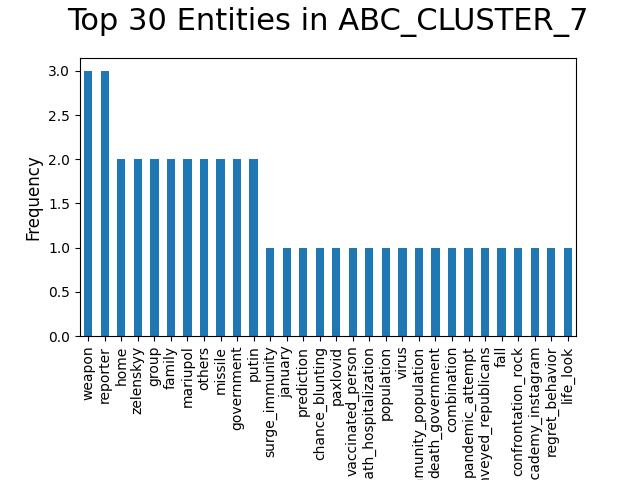 Top 30 Entities in ABC_CLUSTER_7
Frequency
3.0
2.5
2.0
1.5
1.0
0.5
0.0
weapon
reporter
home
zelenskyy
group
family
mariupol
others
missile
government
putin
surge_immunity
january
prediction
chance_blunting
paxlovid
vaccinated_person
ath_hospitalization
population
virus
munity_population
death_government
combination
pandemic_attempt
nveyed_republicans
fall
confrontation_rock
cademy_instagram
regret_behavior
life_look